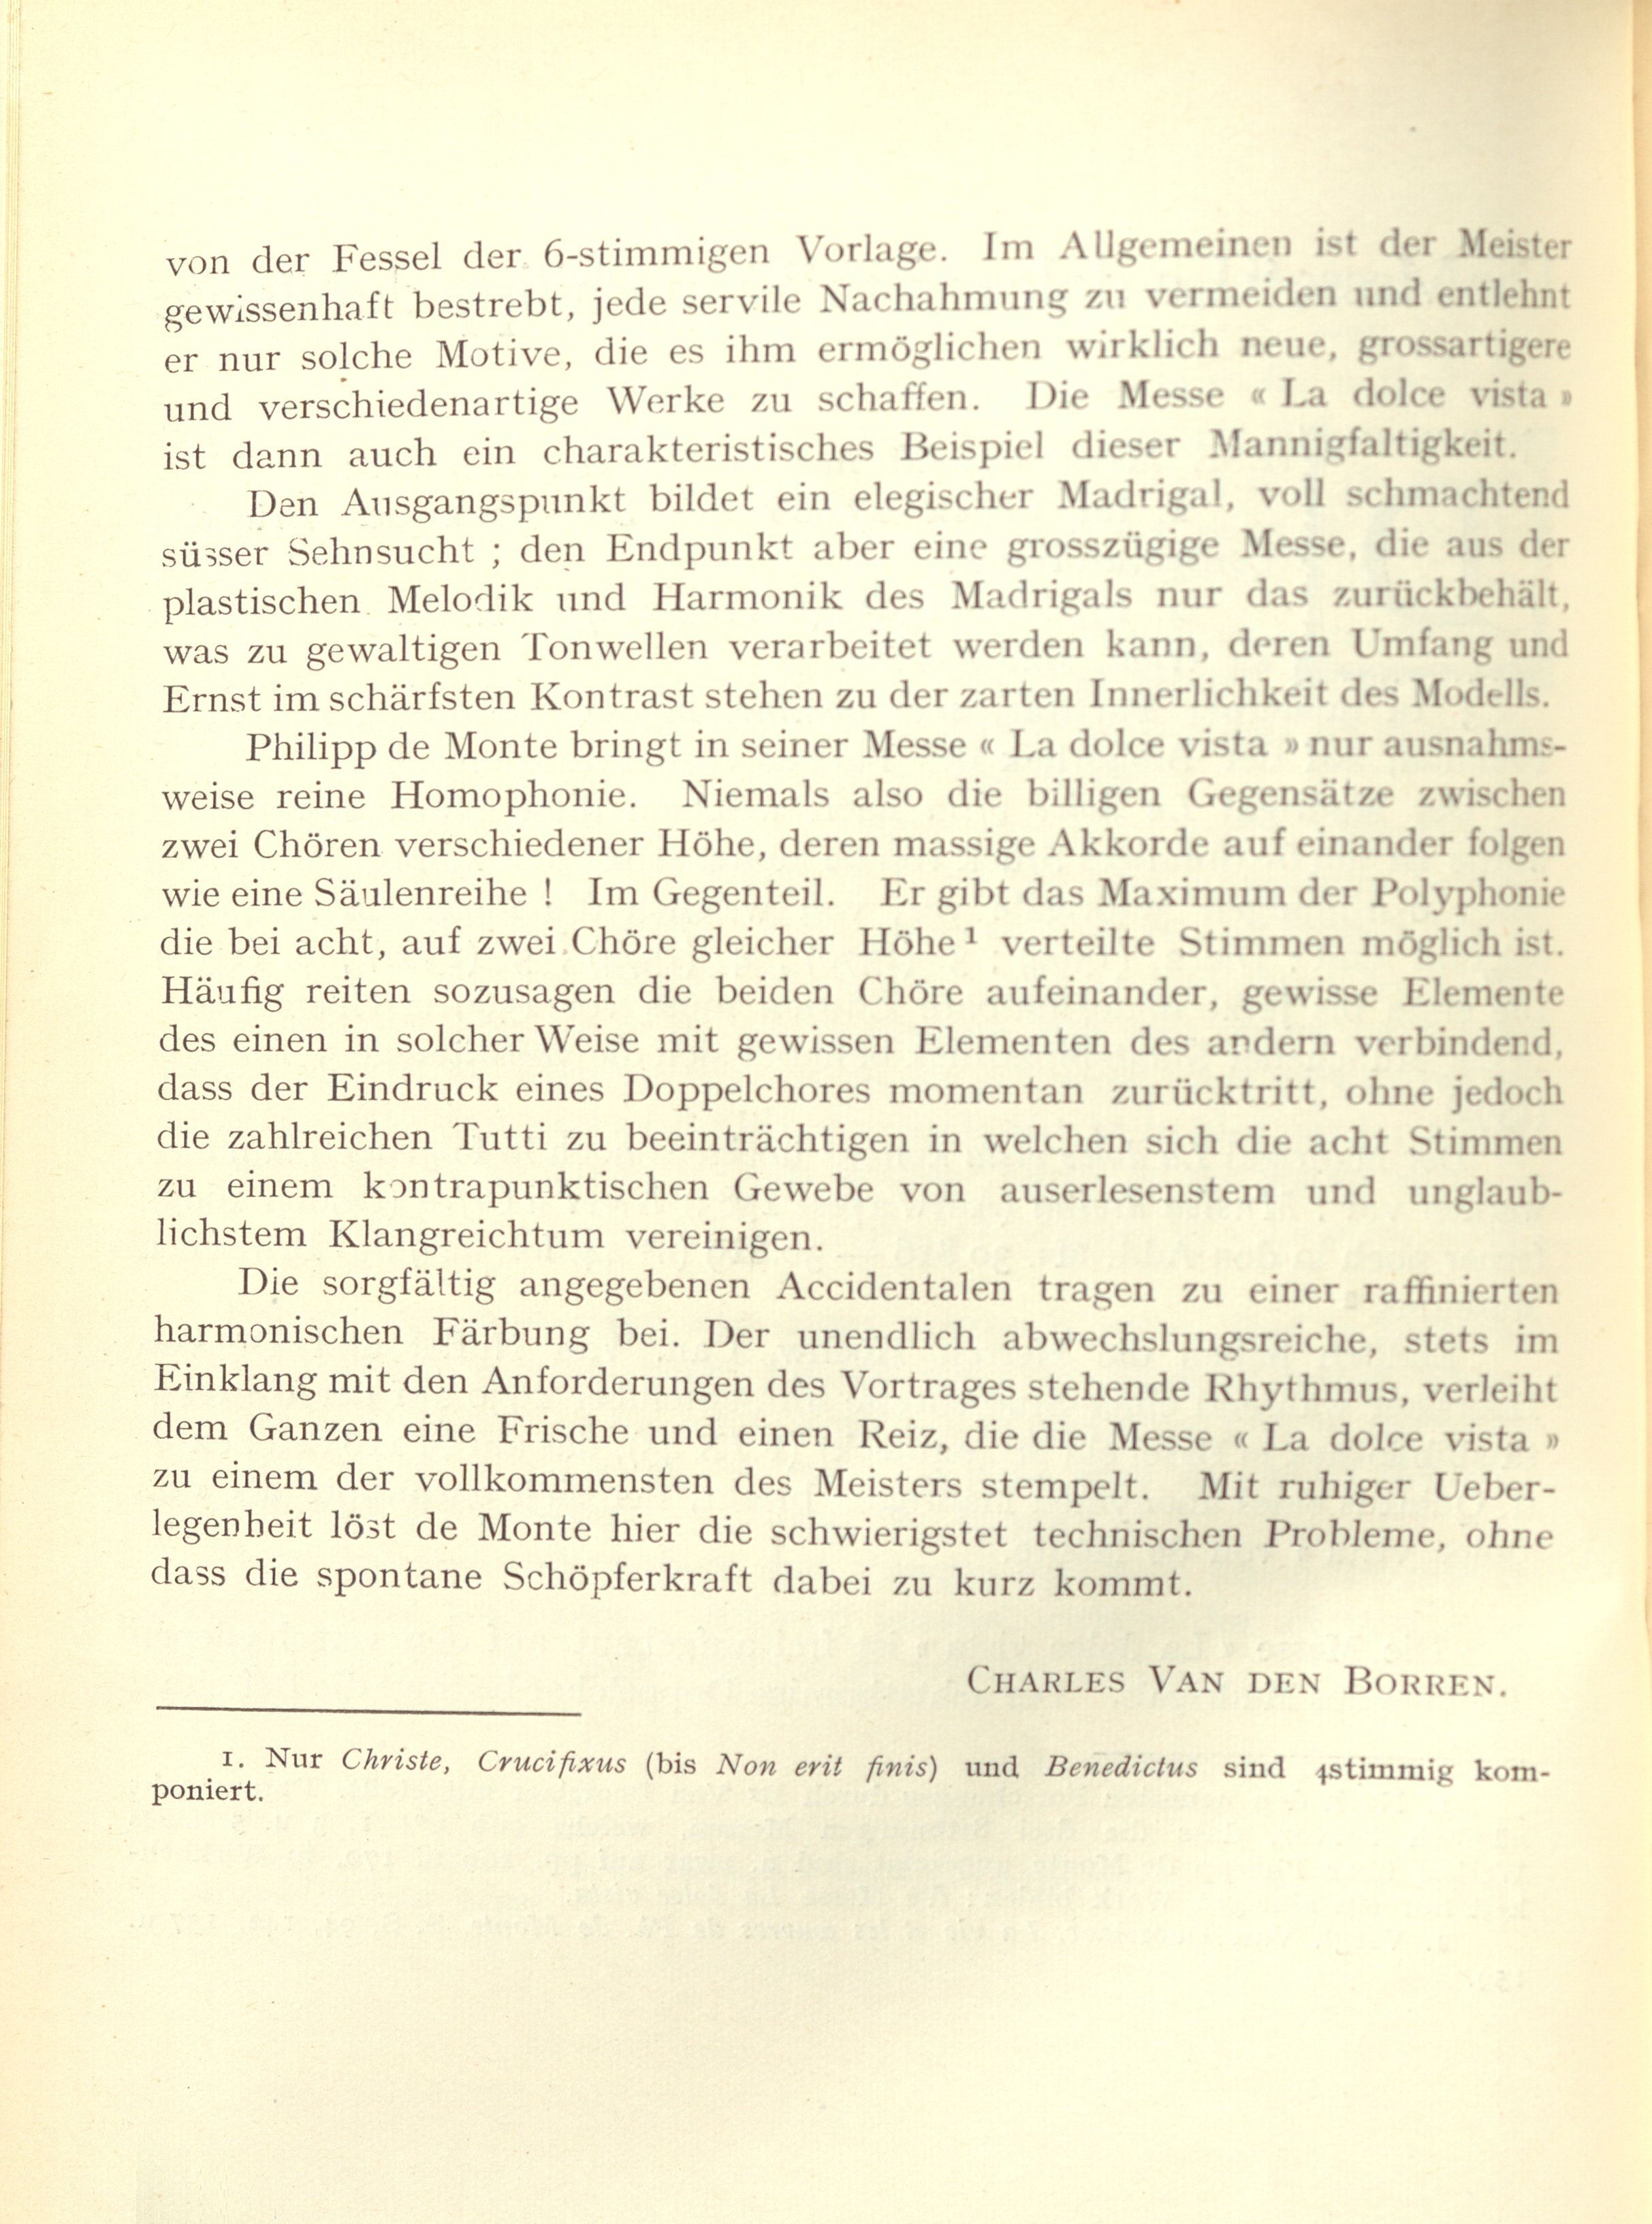 von der Fessel der 6-stimmigen Vorlage. Im Allgemeinen ist der Meister
gewissenhaft bestrebt, jede servile Nachahmung zu vermeiden und entlehnt
er nur solche Motive, die es ihm ermöglichen wirklich neue, grossartigere
und verschiedenartige Werke zu schaffen. Die Messe « La dolce vista »
ist dann auch ein charakteristisches Beispiel dieser Mannigfaltigkeit.
Den Ausgangspunkt bildet ein elegischer Madrigal, voll schmachtend
süsser Sehnsucht ; den Endpunkt aber eine grosszügige Messe, die aus der
plastischen Melodik und Harmonik des Madrigals nur das zurückbehält,
was zu gewaltigen Tonwellen verarbeitet werden kann, deren Umfang und
Ernst im schärfsten Kontrast stehen zu der zarten Innerlichkeit des Modells.
Philipp de Monte bringt in seiner Messe « La dolce vista » nur ausnahms-
weise reine Homophonie. Niemals also die billigen Gegensätze zwischen
zwei Chören verschiedener Höhe, deren massige Akkorde auf einander folgen
wie eine Säulenreihe ! Im Gegenteil. Er gibt das Maximum der Polyphonie
die bei acht, auf zwei Chöre gleicher Höhe¹ verteilte Stimmen möglich ist.
Häufig reiten sozusagen die beiden Chöre aufeinander, gewisse Elemente
des einen in solcher Weise mit gewissen Elementen des andern verbindend,
dass der Eindruck eines Doppelchores momentan zurücktritt, ohne jedoch
die zahlreichen Tutti zu beeinträchtigen in welchen sich die acht Stimmen
zu einem kontrapunktischen Gewebe von auserlesenstem und unglaub-
lichstem Klangreichtum vereinigen.
Die sorgfältig angegebenen Accidentalen tragen zu einer raffinierten
harmonischen Färbung bei. Der unendlich abwechslungsreiche, stets im
Einklang mit den Anforderungen des Vortrages stehende Rhythmus, verleiht
dem Ganzen eine Frische und einen Reiz, die die Messe « La dolce vista »
zu einem der vollkommensten des Meisters stempelt. Mit ruhiger Ueber-
legenheit löst de Monte hier die schwierigstet technischen Probleme, ohne
dass die spontane Schöpferkraft dabei zu kurz kommt.
CHARLES VAN DEN BORREN.
1. Nur Christe, Crucifixus (bis Non erit finis) und Benedictus sind 4stimmig kom-
poniert.